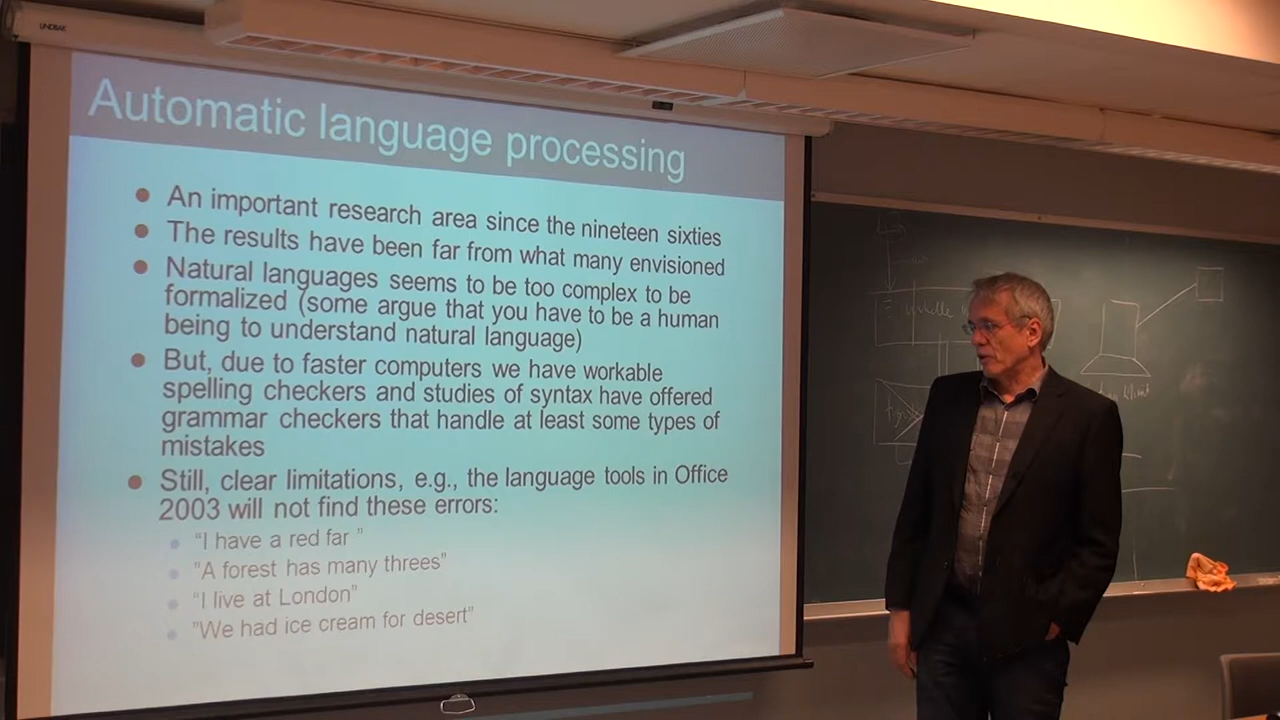 Automatic language processing
An important research area since the nineteen sixties
The results have been far from what many envisioned
Natural languages seems to be too complex to be
formalized (some argue that you have to be a human
being to understand natural language)
But, due to faster computers we have workable
spelling checkers and studies of syntax have offered
grammar checkers that handle at least some types of
mistakes
Still, clear limitations, e.g., the language tools in Office
2003 will not find these errors:
“I have a red far ”
“A forest has many threes”
“I live at London”
”We had ice cream for desert”